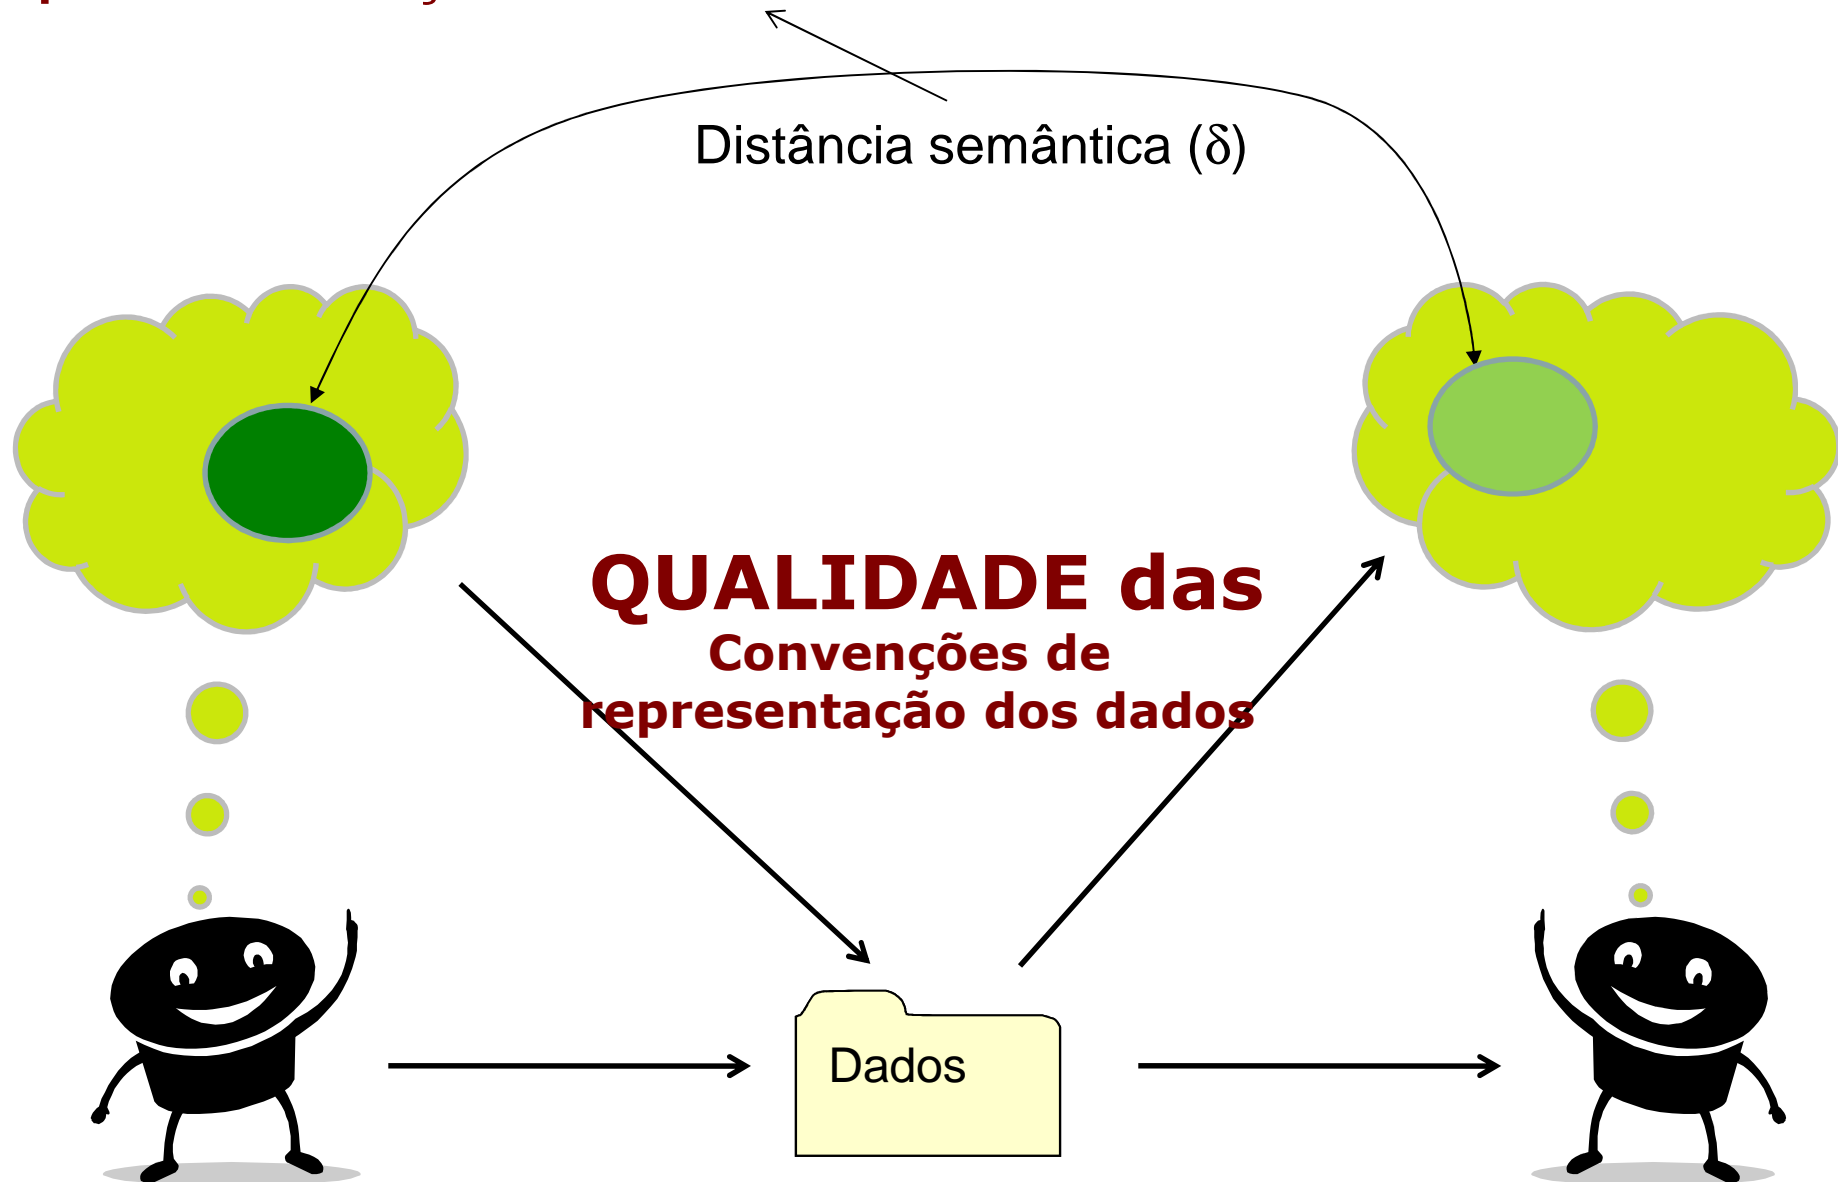 Distância semântica (δ)
QUALIDADE das
Convenções de
representação dos dados
Dados